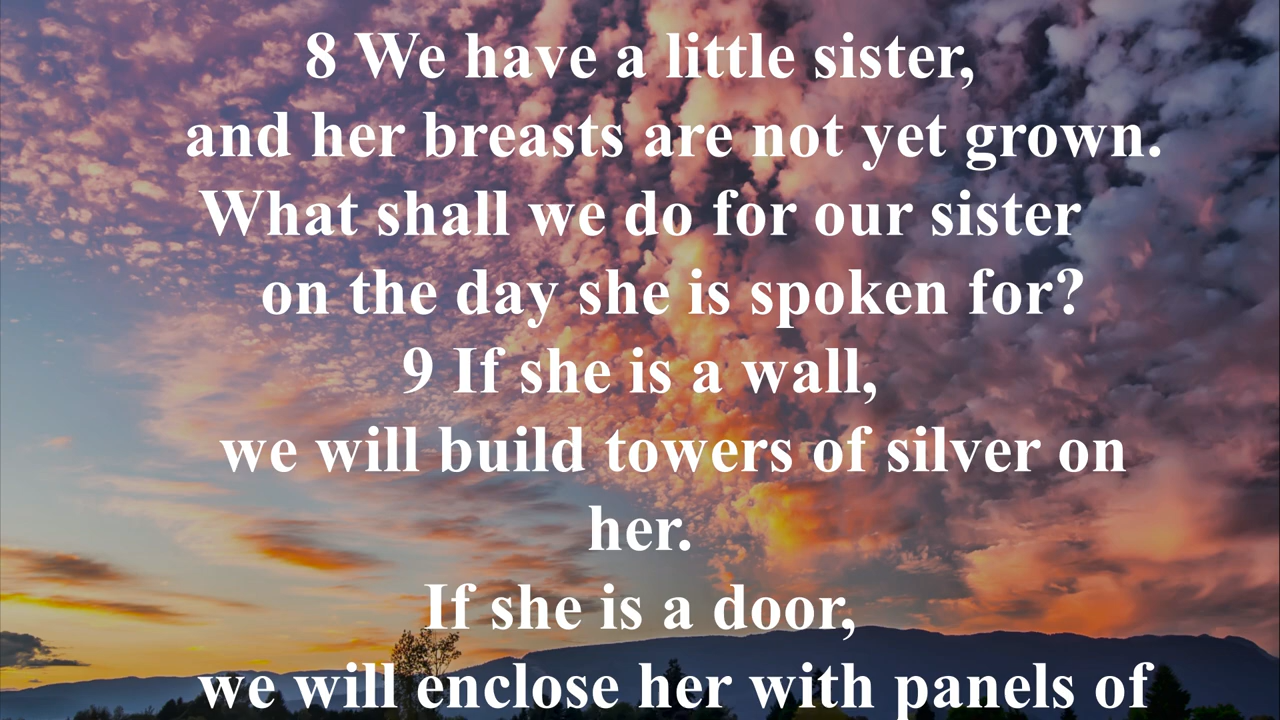 8 We have a little sister,
and her breasts are not yet grown.
What shall we do for our sister
on the day she is spoken for?
9 If she is a wall,
we will build towers of silver on
her.
If she is a door,
we will enclose her with panels of